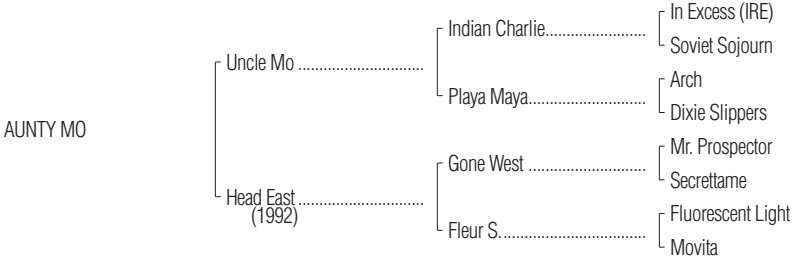 In Excess (IRE)
Indian Charlie........................
Soviet Sojourn
Uncle Mo ..............................
Arch
Playa Maya............................
Dixie Slippers
AUNTY MO
Mr. Prospector
Gone West ............................
Secrettame
Head East ..............................
(1992)
Fluorescent Light
Fleur S..................................
Movita